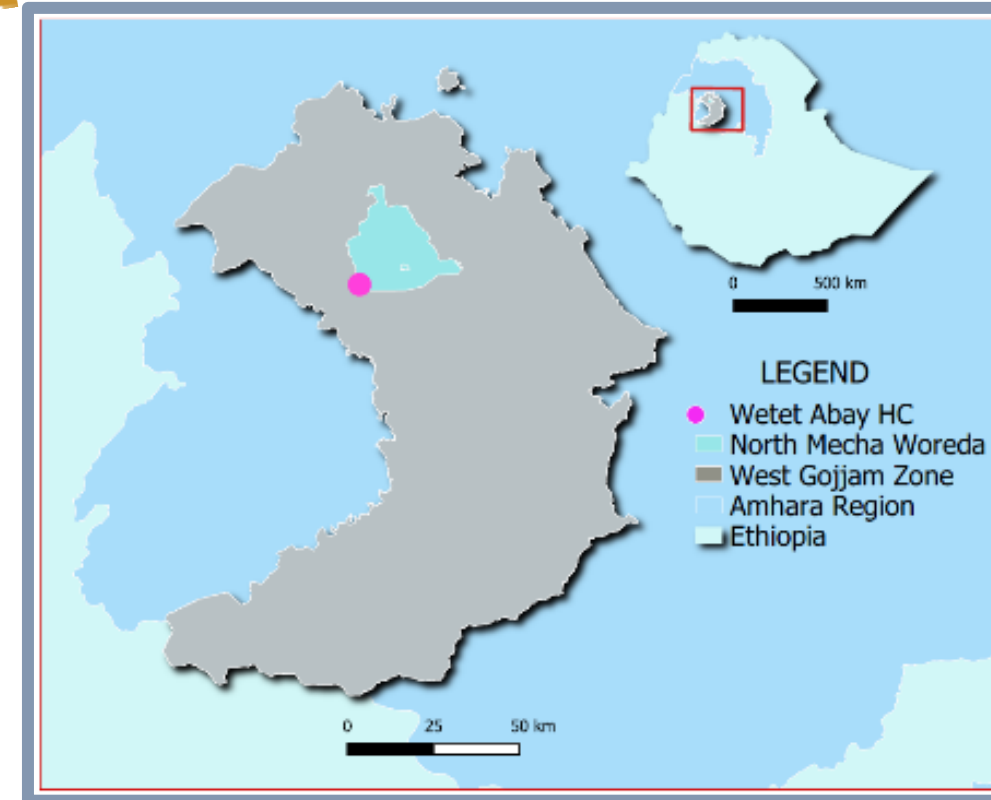 0 500 km
LEGEND
Wetet Abay HC
North Mecha Woreda
West Gojjam Zone
Amhara Region
Ethiopia
0 25 50 km